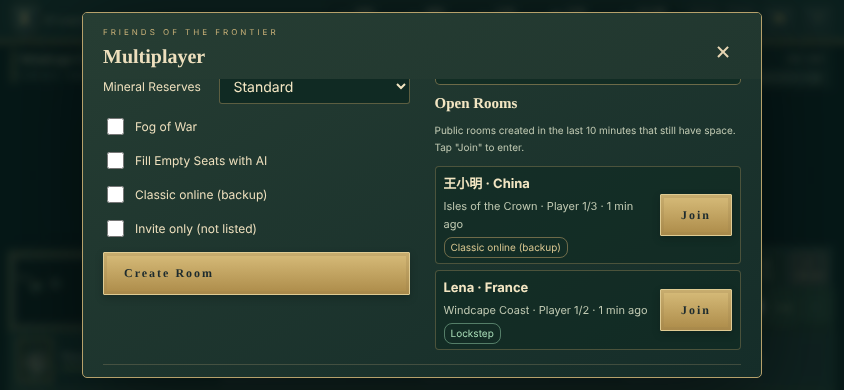 FRIENDS OF THE FRONTIER
Multiplayer
Mineral Reserves
Standard
Fog of War
Fill Empty Seats with AI
Classic online (backup)
Invite only (not listed)
Create Room
Open Rooms
Public rooms created in the last 10 minutes that still have space.
Tap "Join" to enter.
王小明 · China
Isles of the Crown · Player 1/3 · 1 min
ago
Classic online (backup)
Join
Lena · France
Windcape Coast · Player 1/2 · 1 min ago
Lockstep
Join